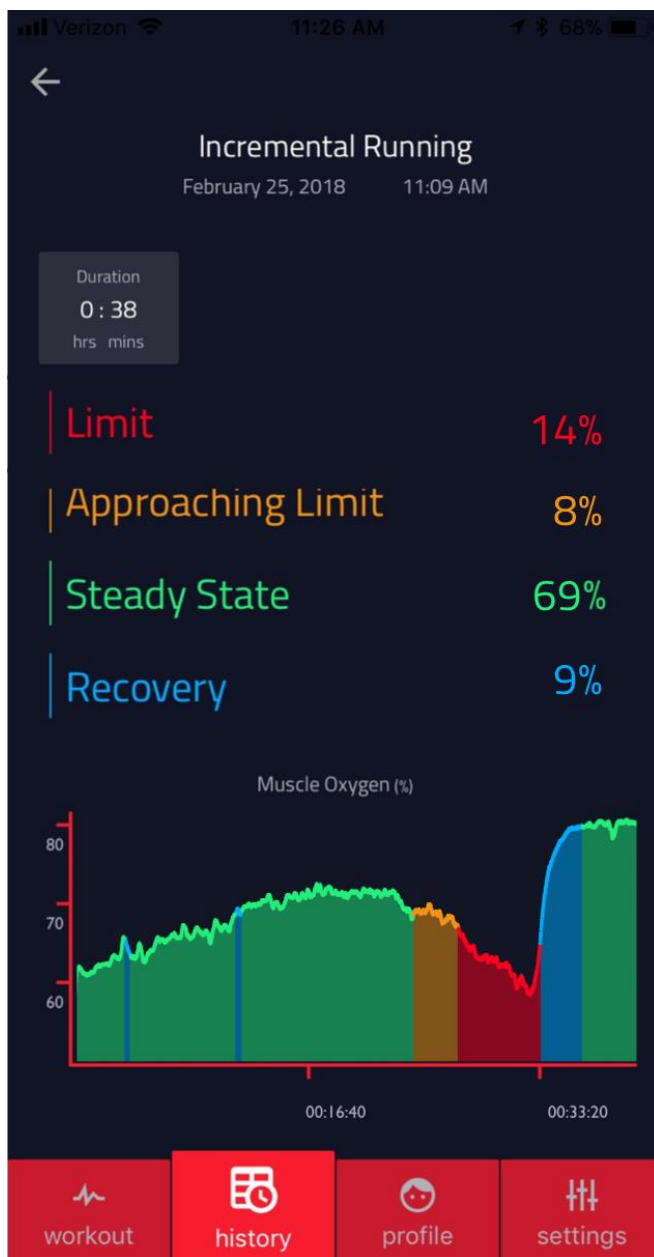 Verizon 11:26 AM 68%
Incremental Running
February 25, 2018 11:09 AM
Duration
0 : 38
hrs mins
Limit 14%
Approaching Limit 8%
Steady State 69%
Recovery 9%
Muscle Oxygen (%)
80
70
60
00:16:40 00:33:20
workout history profile settings